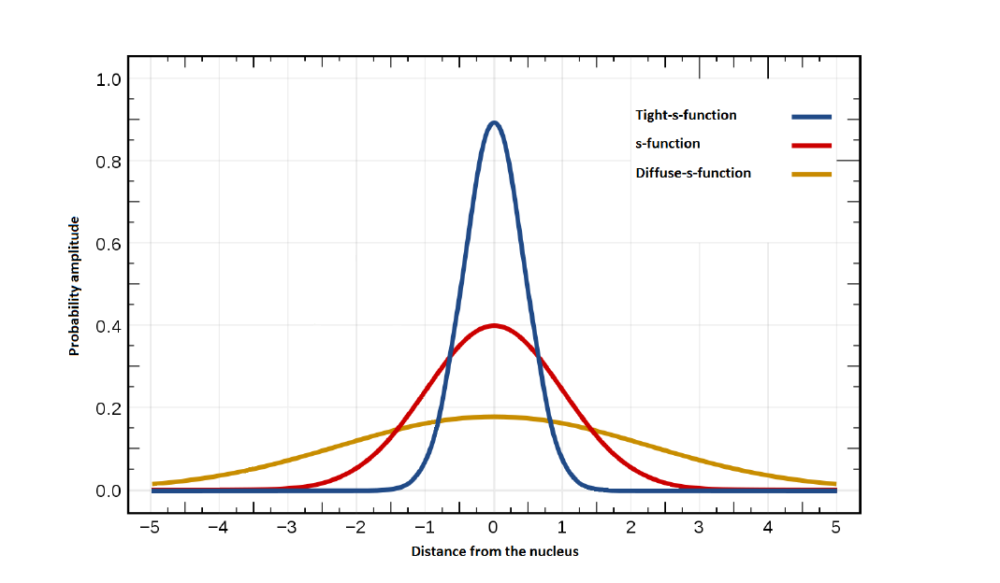 1.0
0.8
0.6
0.4
0.2
0.0
Probability amplitude
Tight-s-function
s-function
Diffuse-s-function
−5 −4 −3 −2 −1 0 1 2 3 4 5
Distance from the nucleus